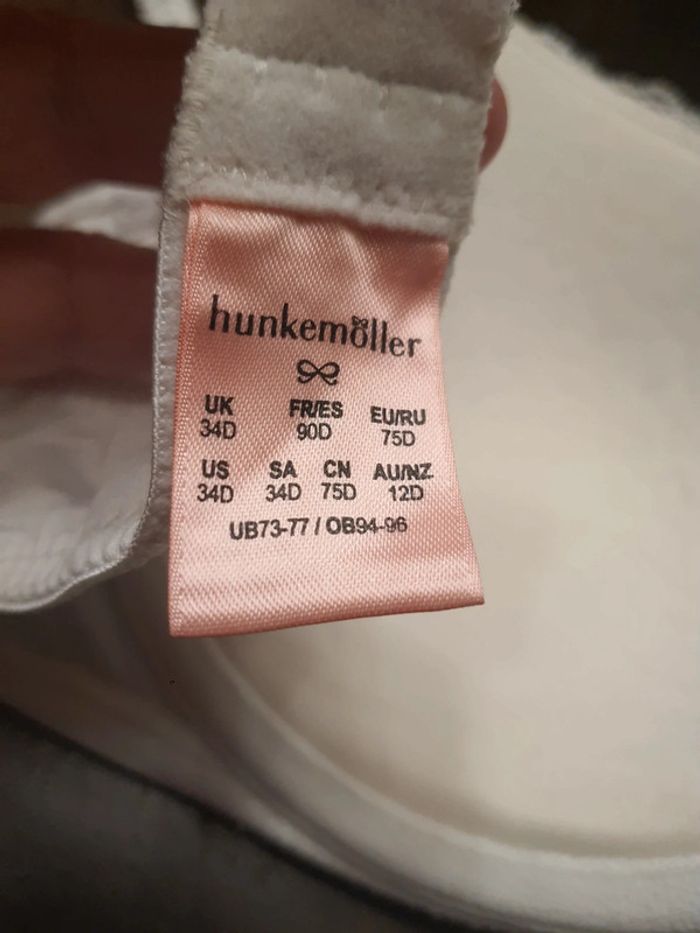 hunkemöller
UK FR/ES EU/RU
34D 90D 75D
US SA CN AU/NZ
34D 34D 75D 12D
UB73-77 / OB94-96